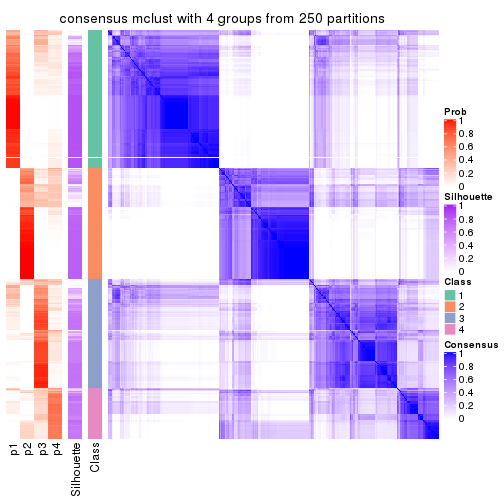 consensus mclust with 4 groups from 250 partitions
Prob
1
0.8
0.6
0.4
0.2
0
Silhouette
1
0.8
0.6
0.4
0.2
0
Class
1
2
3
4
Consensus
1
0.8
0.6
0.4
0.2
0
p1
p2
p3
p4
Silhouette
Class